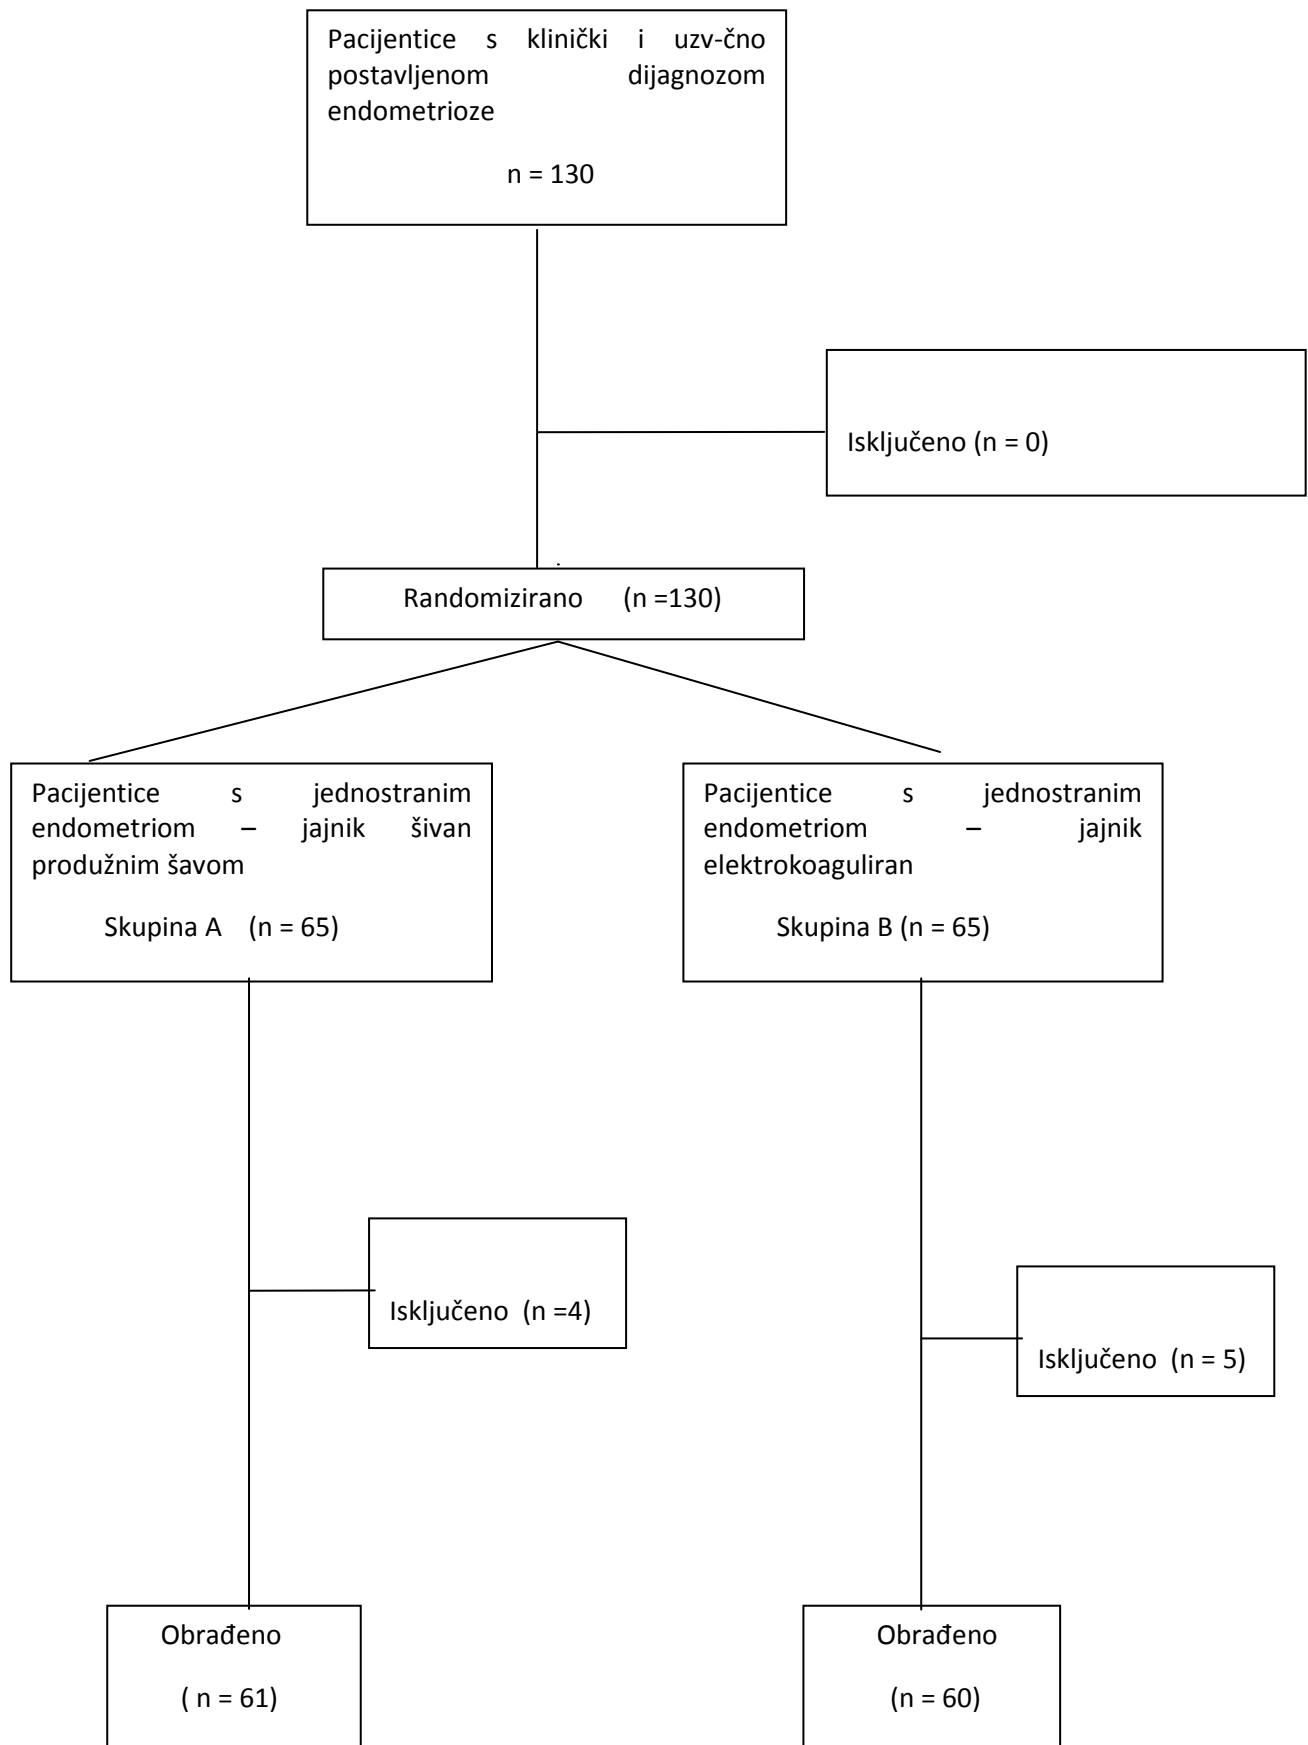 Pacijentice s klinički i uzv-čno
postavljenom dijagnozom
endometrioze
n = 130
Isključeno (n = 0)
Randomizirano (n =130)
Pacijentice s jednostranim
endometriom – jajnik šivan
produžnim šavom
Skupina A (n = 65)
Pacijentice s jednostranim
endometriom – jajnik
elektrokoaguliran
Skupina B (n = 65)
Isključeno (n =4)
Isključeno (n = 5)
Obrađeno
( n = 61)
Obrađeno
(n = 60)